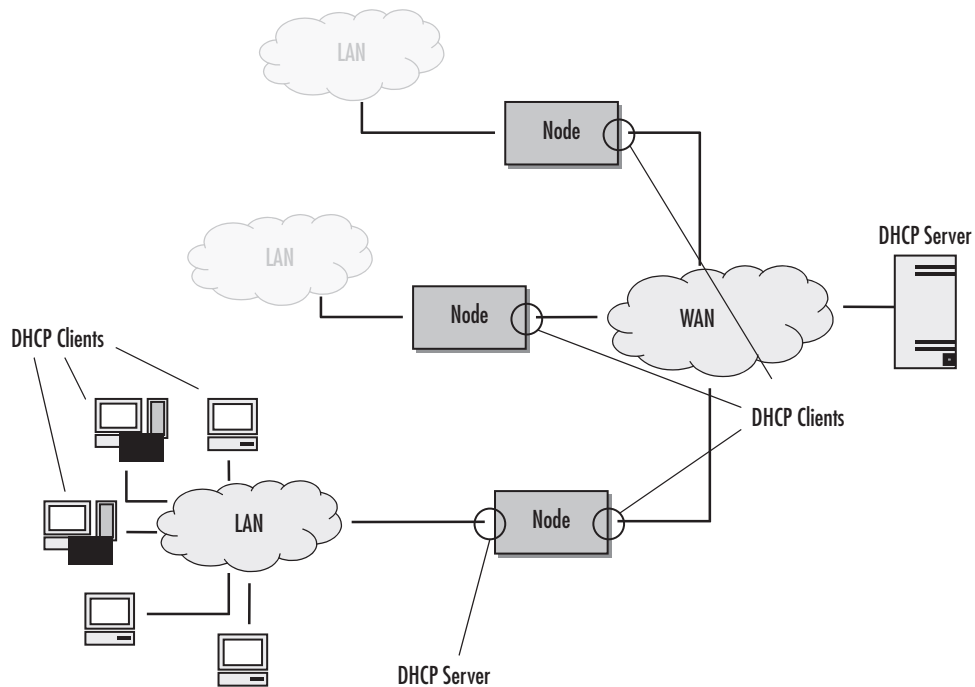 LAN
Node
DHCP Server
LAN
Node
WAN
DHCP Clients
DHCP Clients
LAN
Node
DHCP Server